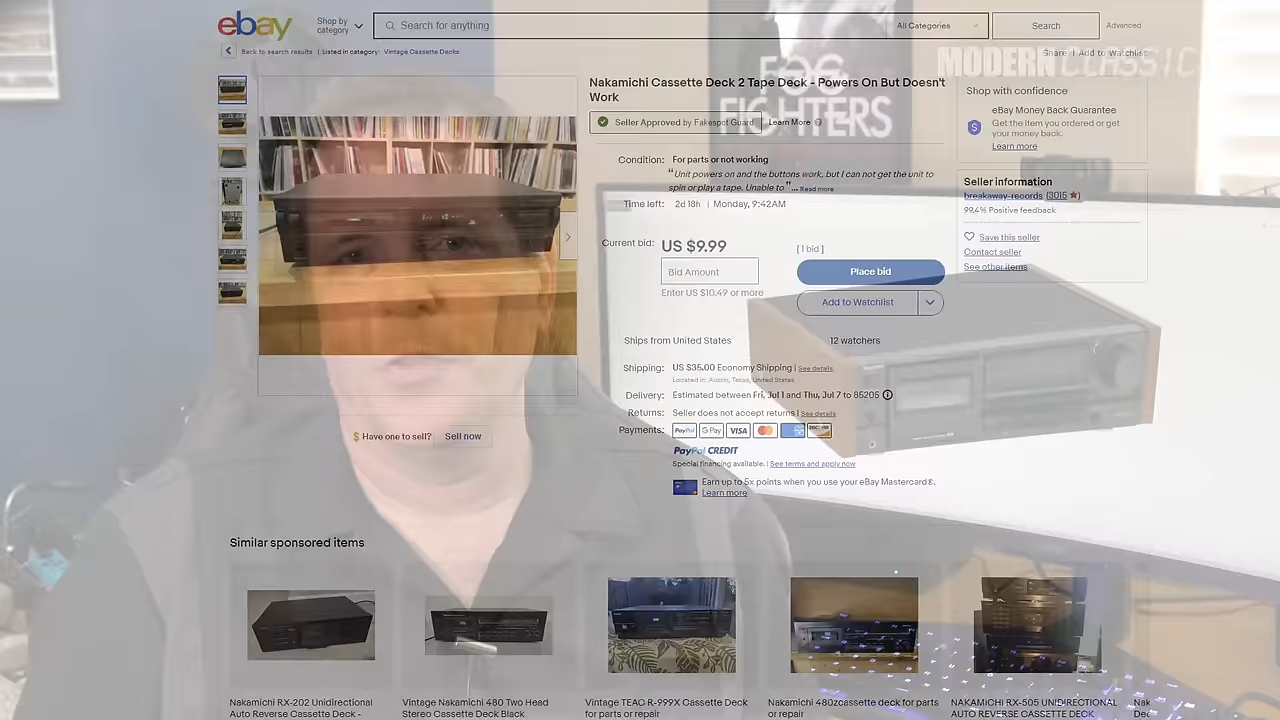 ebay
Shop by
category
Search for anything
All Categories
Search
Advanced
Back to search results | Listed in category: Vintage Cassette Decks
Share | Add to Watchlist
MODERN CLASSIC
FOO
FIGHTERS
Nakamichi Cassette Deck 2 Tape Deck - Powers On But Doesn't
Work
Seller Approved by Fakespot Guard
Learn More
Condition: For parts or not working
“Unit powers on and the buttons work, but I can not get the unit to
spin or play a tape. Unable to ”... Read more
Time left: 2d 18h | Monday, 9:42AM
Current bid: US $9.99
[ 1 bid ]
Bid Amount
Place bid
Enter US $10.49 or more
Add to Watchlist
Ships from United States
12 watchers
Shipping: US $35.00 Economy Shipping | See details
Located in: Austin, Texas, United States
Delivery: Estimated between Fri, Jul 1 and Thu, Jul 7 to 85205
Returns: Seller does not accept returns | See details
Payments: PayPal G Pay VISA DISCOVER
PayPal CREDIT
Special financing available. | See terms and apply now
Earn up to 5x points when you use your eBay Mastercard®.
Learn more
Shop with confidence
eBay Money Back Guarantee
Get the item you ordered or get
your money back.
Learn more
Seller information
breakaway-records (3015 )
99.4% Positive feedback
Save this seller
Contact seller
See other items
$ Have one to sell? Sell now
Similar sponsored items
Nakamichi RX-202 Unidirectional
Auto Reverse Cassette Deck -
Vintage Nakamichi 480 Two Head
Stereo Cassette Deck Black
Vintage TEAC R-999X Cassette Deck
for parts or repair
Nakamichi 480zcassette deck for parts
or repair
NAKAMICHI RX-505 UNIDIRECTIONAL
AUTO REVERSE CASSETTE DECK
Nak
Dec